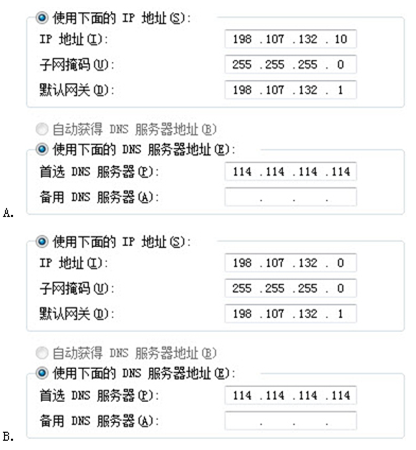 使用下面的 IP 地址(S):
IP 地址(I): 198 .107 .132 . 10
子网掩码(U): 255 .255 .255 . 0
默认网关(D): 198 .107 .132 . 1
自动获得 DNS 服务器地址(B)
使用下面的 DNS 服务器地址(E):
首选 DNS 服务器(P): 114 .114 .114 .114
备用 DNS 服务器(A): . . .
A.
使用下面的 IP 地址(S):
IP 地址(I): 198 .107 .132 . 0
子网掩码(U): 255 .255 .255 . 0
默认网关(D): 198 .107 .132 . 1
自动获得 DNS 服务器地址(B)
使用下面的 DNS 服务器地址(E):
首选 DNS 服务器(P): 114 .114 .114 .114
备用 DNS 服务器(A): . . .
B.